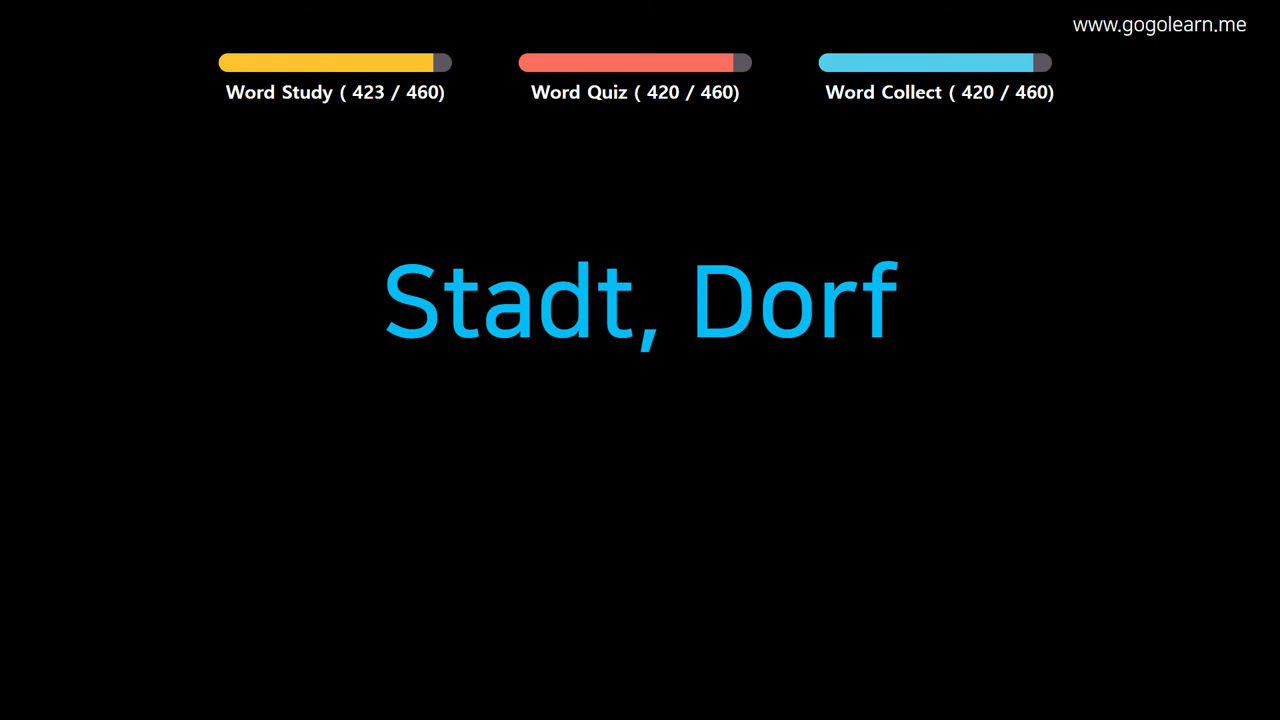 www.gogolearn.me
Word Study ( 423 / 460)
Word Quiz ( 420 / 460)
Word Collect ( 420 / 460)
Stadt, Dorf